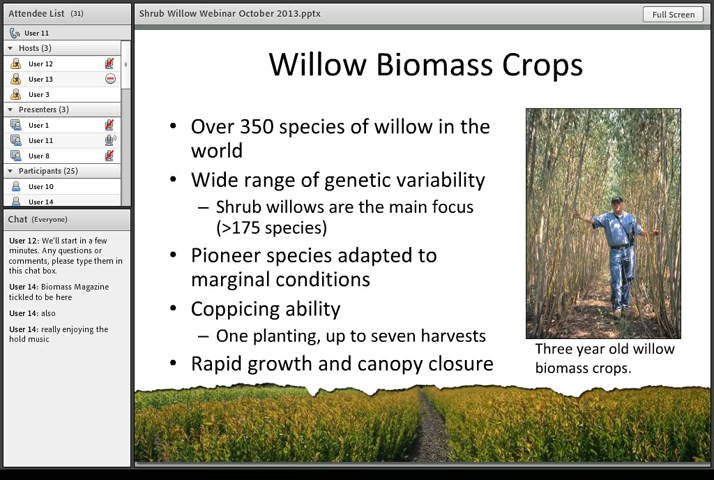 Attendee List (31)
User 11
Hosts (3)
User 12
User 13
User 3
Presenters (3)
User 1
User 11
User 8
Participants (25)
User 10
User 14
Chat (Everyone)
User 12: We'll start in a few
minutes. Any questions or
comments, please type them in
this chat box.
User 14: Biomass Magazine
tickled to be here
User 14: also
User 14: really enjoying the
hold music
Shrub Willow Webinar October 2013.pptx
Full Screen
Willow Biomass Crops
• Over 350 species of willow in the
world
• Wide range of genetic variability
– Shrub willows are the main focus
(>175 species)
• Pioneer species adapted to
marginal conditions
• Coppicing ability
– One planting, up to seven harvests
• Rapid growth and canopy closure
Three year old willow
biomass crops.